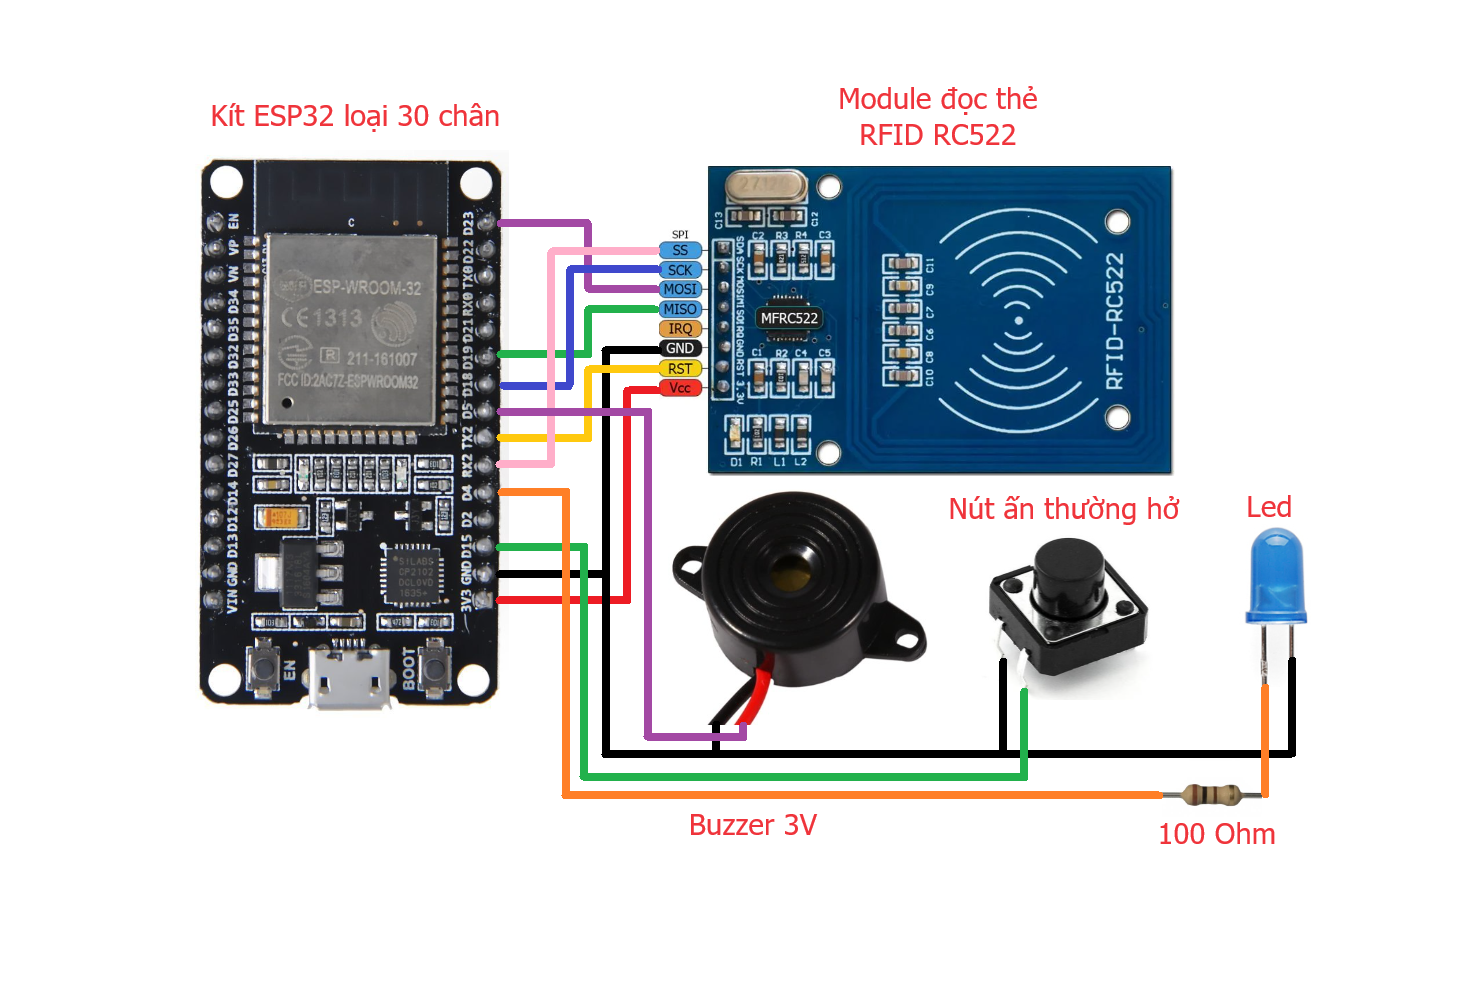 Kít ESP32 loại 30 chân
Module đọc thẻ
RFID RC522
C
EN
VP
VN
D34
D35
D32
D33
D25
D26
D27
D14
D12
D13
GND
VIN
D23
D22
TX0
RX0
D21
D19
D18
D5
TX2
RX2
D4
D2
D15
GND
3V3
ESP-WROOM-32
CE1313
R 211-161007
FCC ID:2AC7Z-ESPWROOM32
SILABS
CP2102
DCL0VD
1635+
EN
BOOT
SPI
SS
SCK
MOSI
MISO
IRQ
GND
RST
Vcc
SDA
SCK
MOSI
MISO
IRQ
GND
RST
3.3V
C13
C12
C2
R3
R4
C3
MFRC522
C1
R2
C4
C5
D1
R1
L1
L2
C11
C9
C7
C6
C8
C10
RFID-RC522
Nút ấn thường hở
Led
Buzzer 3V
100 Ohm